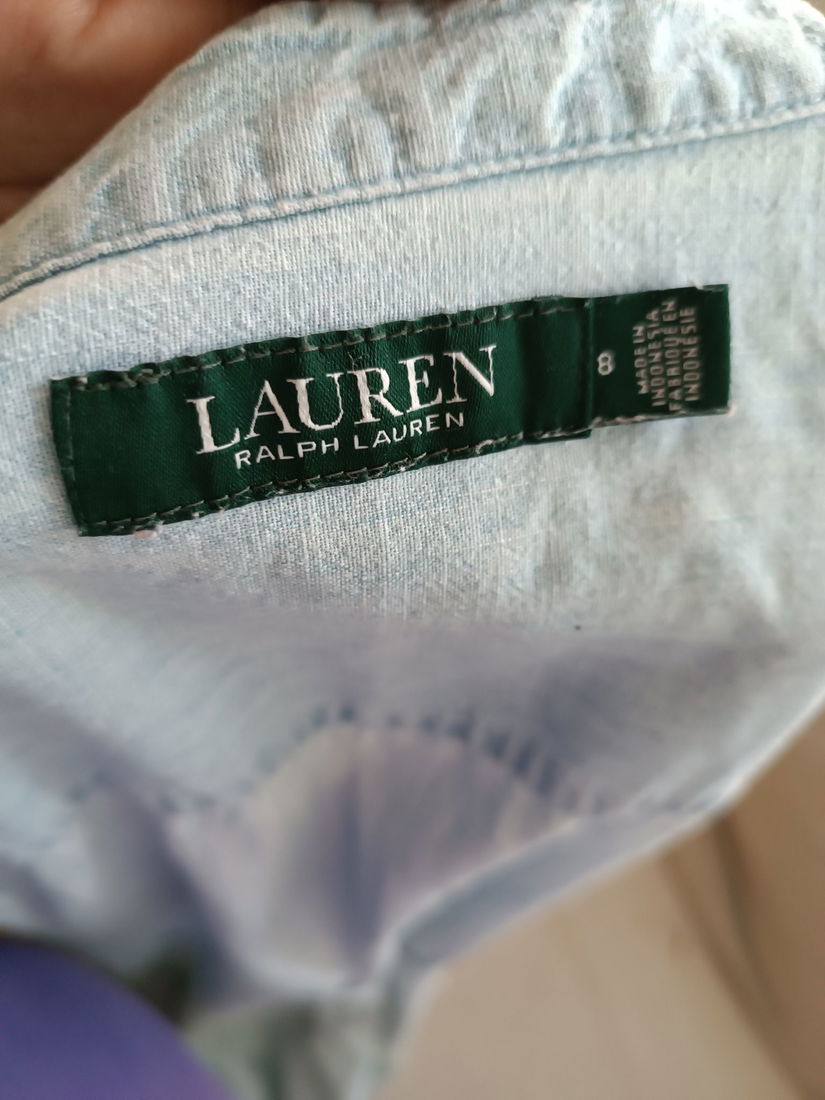 LAUREN
RALPH LAUREN
8
MADE IN
INDONESIA
FABRIQUÉ EN
INDONÉSIE